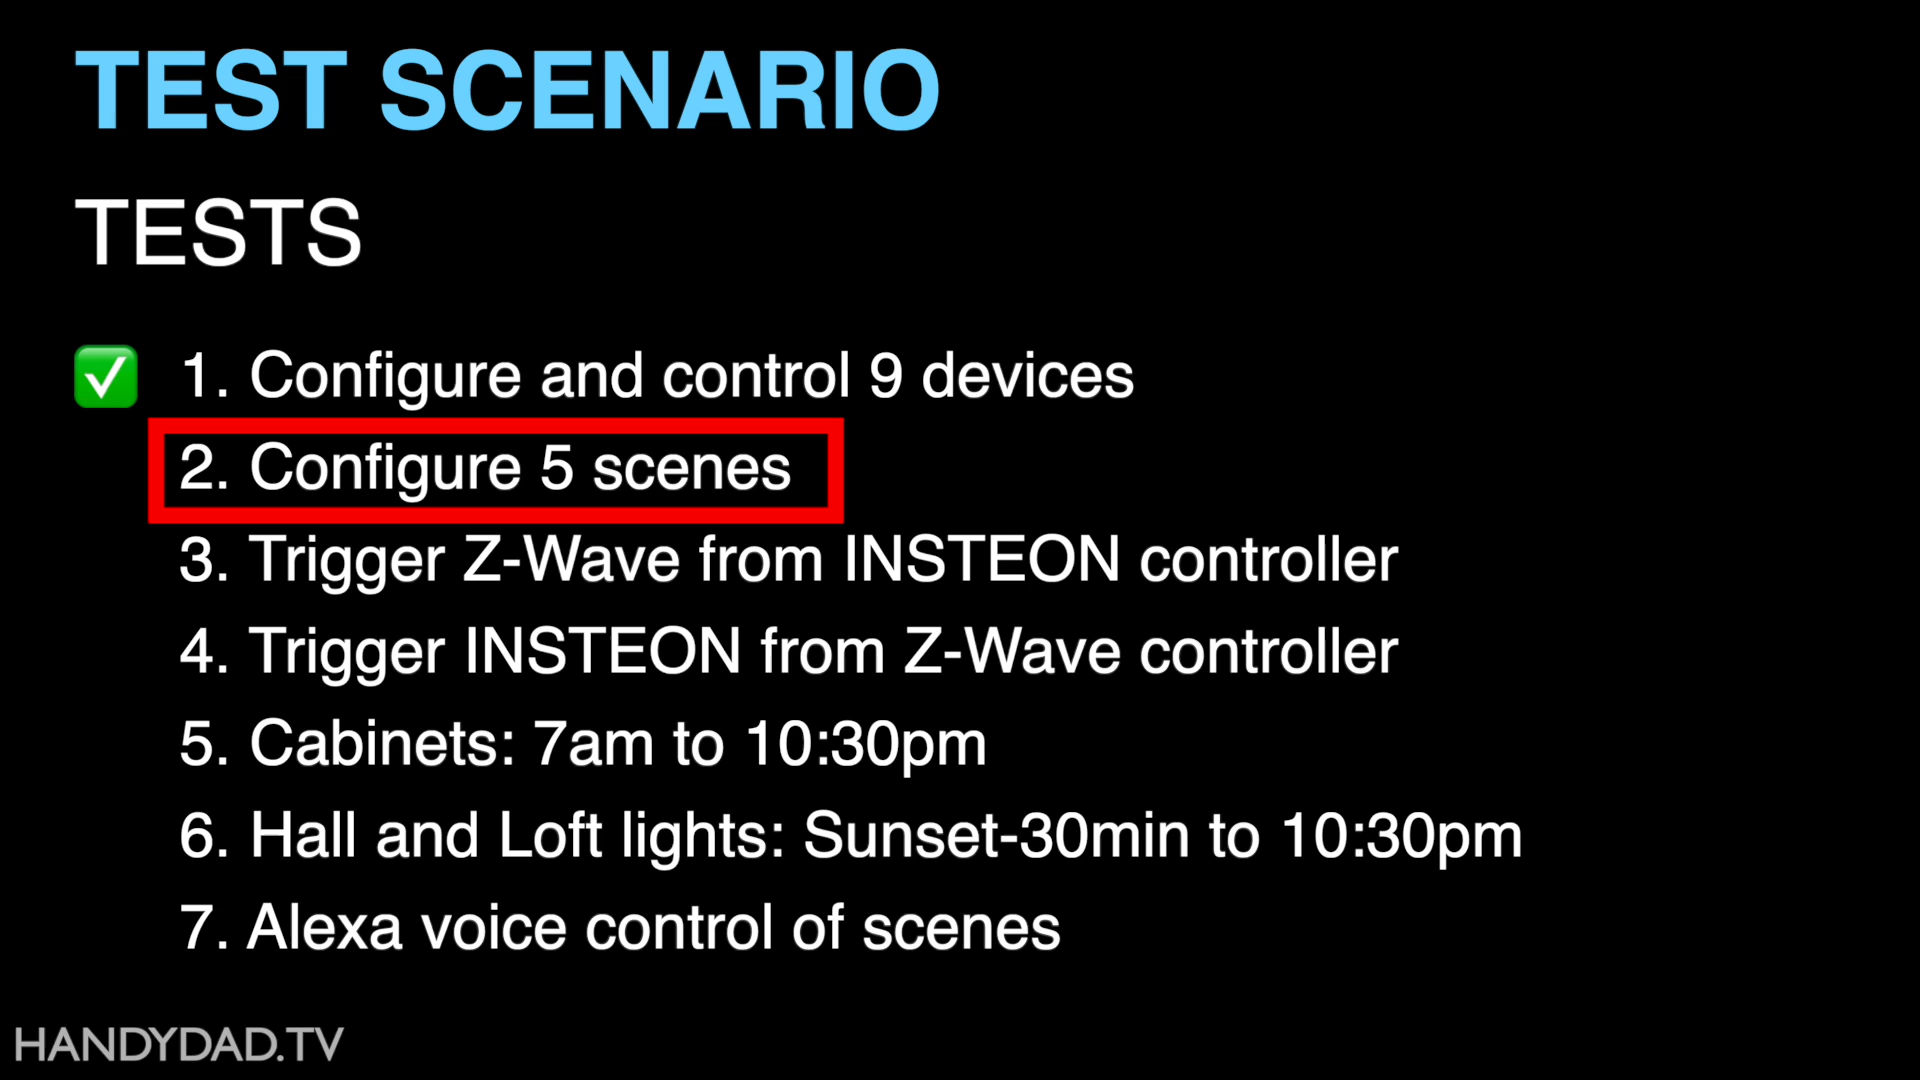 TEST SCENARIO
TESTS
1. Configure and control 9 devices
2. Configure 5 scenes
3. Trigger Z-Wave from INSTEON controller
4. Trigger INSTEON from Z-Wave controller
5. Cabinets: 7am to 10:30pm
6. Hall and Loft lights: Sunset-30min to 10:30pm
7. Alexa voice control of scenes
HANDYDAD.TV